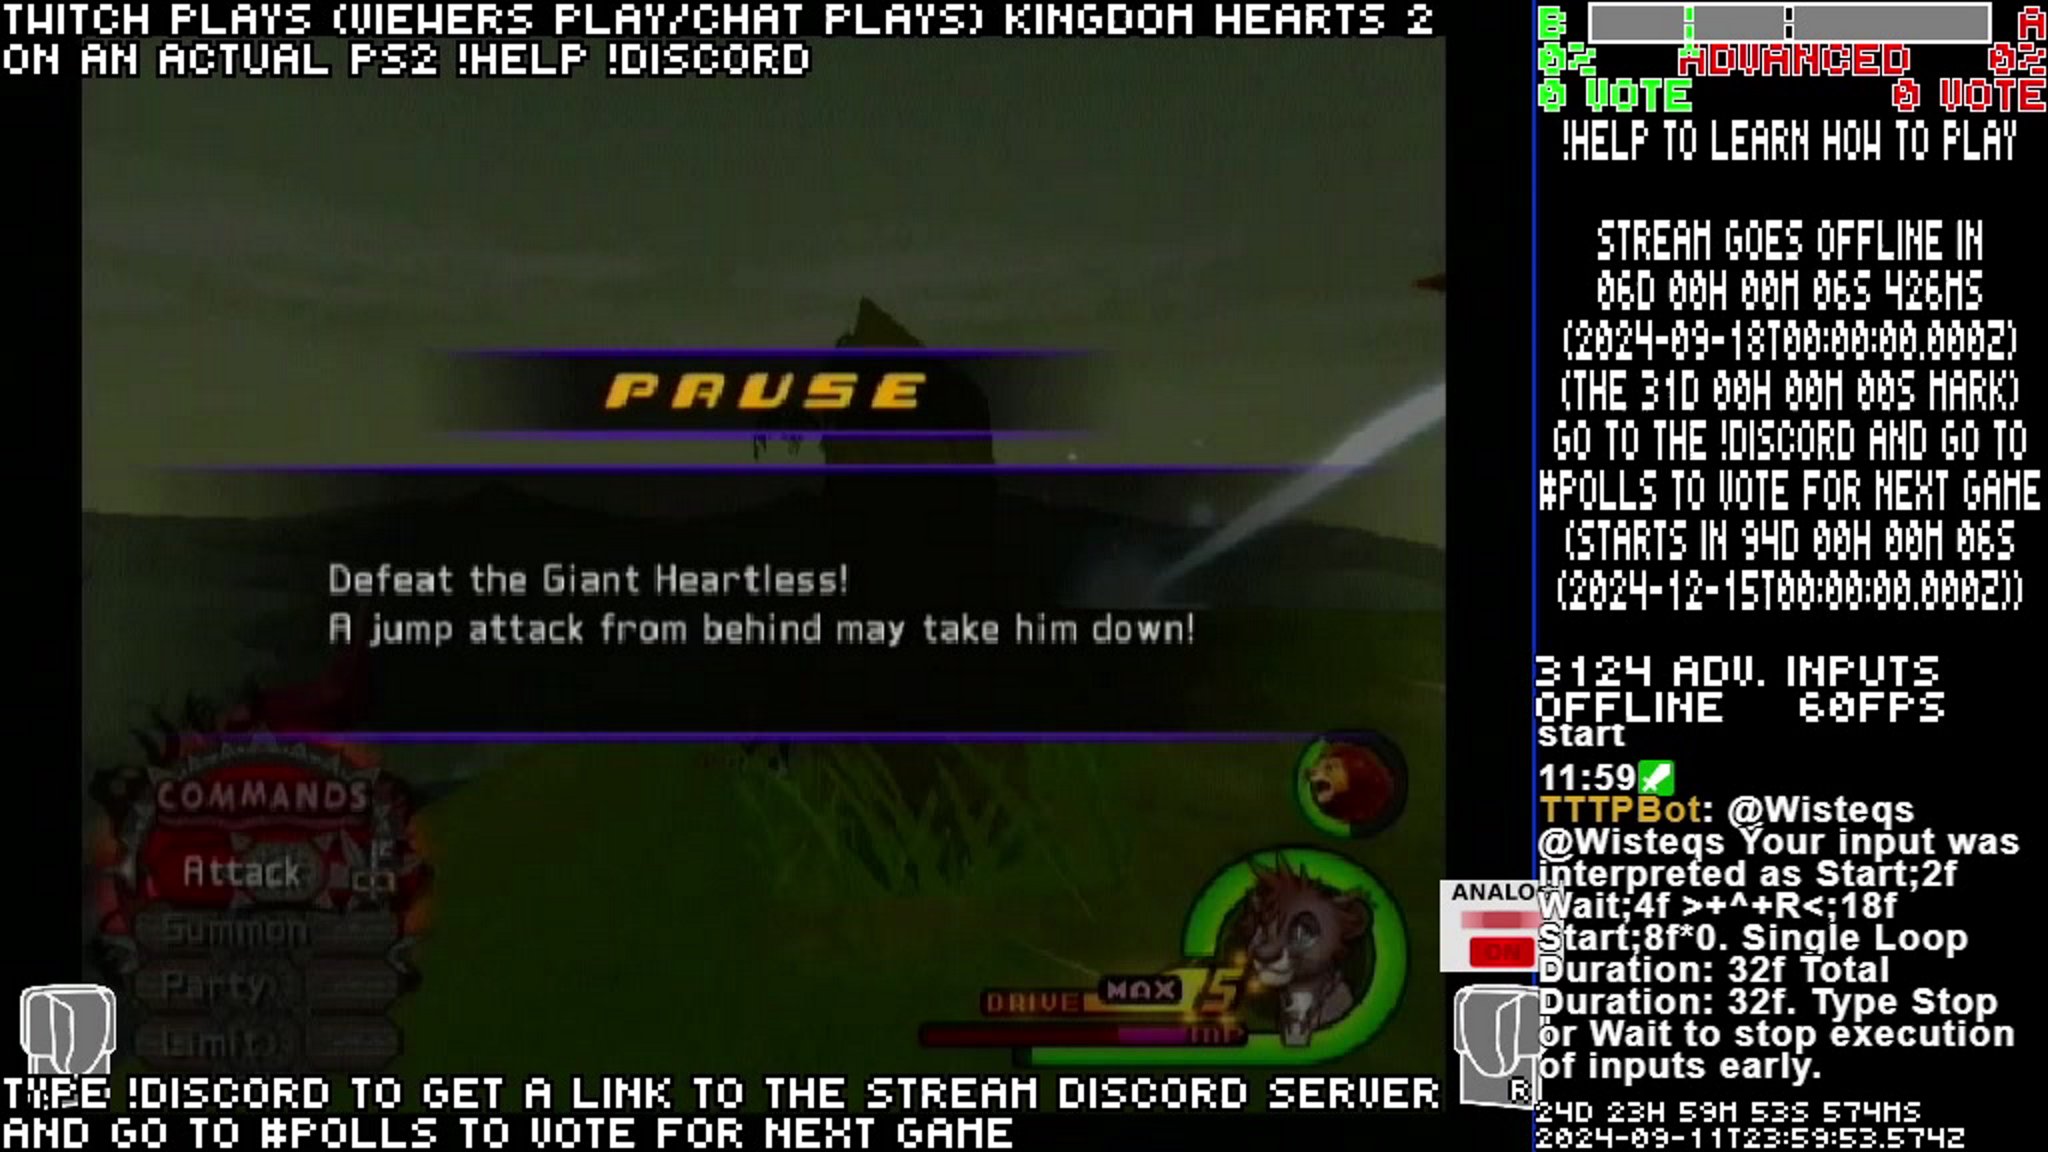 TWITCH PLAYS (VIEWERS PLAY/CHAT PLAYS) KINGDOM HEARTS 2
ON AN ACTUAL PS2 !HELP !DISCORD
PAUSE
Defeat the Giant Heartless!
A jump attack from behind may take him down!
COMMANDS
Attack
Summon
Party
Limit
DRIVE MAX 5
MP
TYPE !DISCORD TO GET A LINK TO THE STREAM DISCORD SERVER
AND GO TO #POLLS TO VOTE FOR NEXT GAME
B A
0% ADVANCED 0%
0 VOTE 0 VOTE
!HELP TO LEARN HOW TO PLAY
STREAM GOES OFFLINE IN
06D 00H 00M 06S 426MS
(2024-09-18T00:00:00.000Z)
(THE 31D 00H 00M 00S MARK)
GO TO THE !DISCORD AND GO TO
#POLLS TO VOTE FOR NEXT GAME
(STARTS IN 94D 00H 00M 06S
(2024-12-15T00:00:00.000Z))
3124 ADV. INPUTS
OFFLINE 60FPS
start
11:59
TTTPBot: @Wisteqs
@Wisteqs Your input was
interpreted as Start;2f
Wait;4f >+^+R<;18f
Start;8f*0. Single Loop
Duration: 32f Total
Duration: 32f. Type Stop
or Wait to stop execution
of inputs early.
ANALOG
ON
R
24D 23H 59M 53S 574MS
2024-09-11T23:59:53.574Z